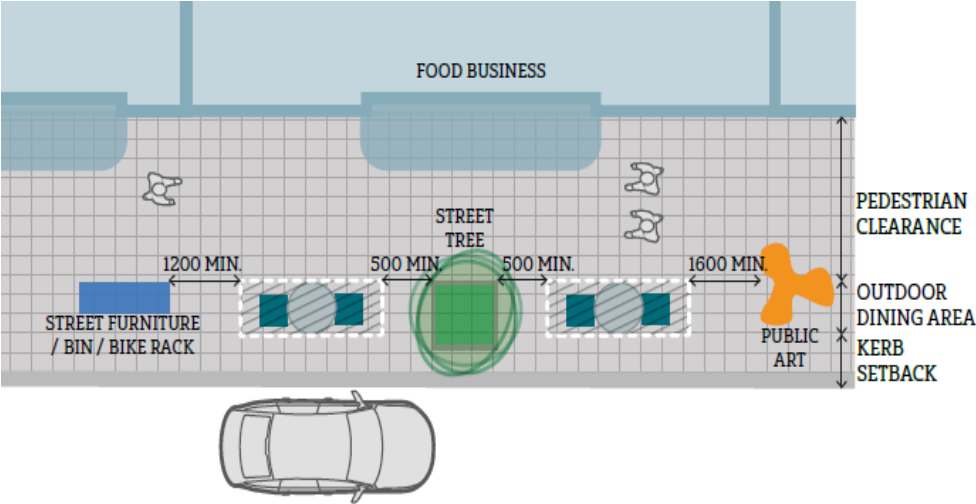 FOOD BUSINESS
PEDESTRIAN
CLEARANCE
STREET
TREE
1200 MIN.
500 MIN.
500 MIN.
1600 MIN.
OUTDOOR
DINING AREA
STREET FURNITURE
/ BIN / BIKE RACK
PUBLIC
ART
KERB
SETBACK